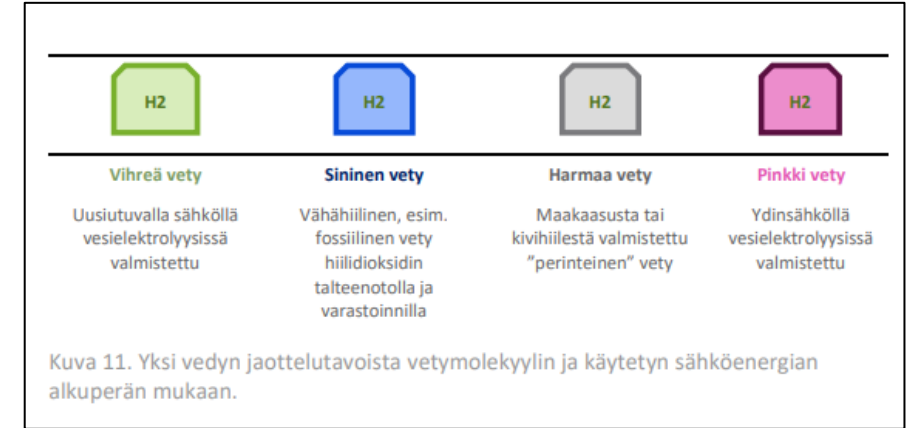 H2 H2 H2 H2
Vihreä vety
Uusiutuvalla sähköllä
vesielektrolyysissä
valmistettu
Sininen vety
Vähähiilinen, esim.
fossiilinen vety
hiilidioksidin
talteenotolla ja
varastoinnilla
Harmaa vety
Maakaasusta tai
kivihiilestä valmistettu
”perinteinen” vety
Pinkki vety
Ydinsähköllä
vesielektrolyysissä
valmistettu
Kuva 11. Yksi vedyn jaottelutavoista vetymolekyylin ja käytetyn sähköenergian
alkuperän mukaan.